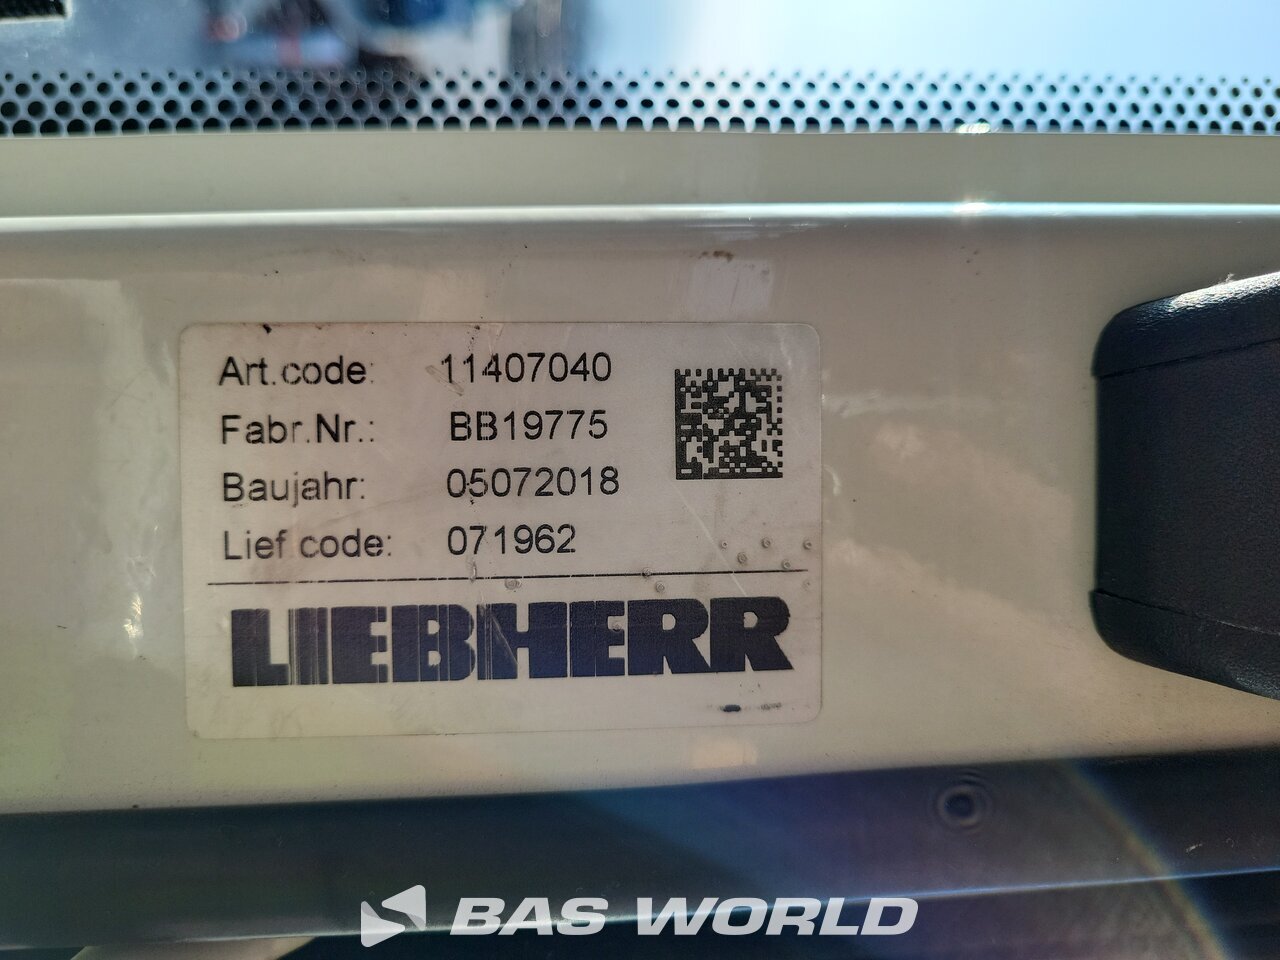 Art.code: 11407040
Fabr.Nr.: BB19775
Baujahr: 05072018
Lief code: 071962
LIEBHERR
BAS WORLD